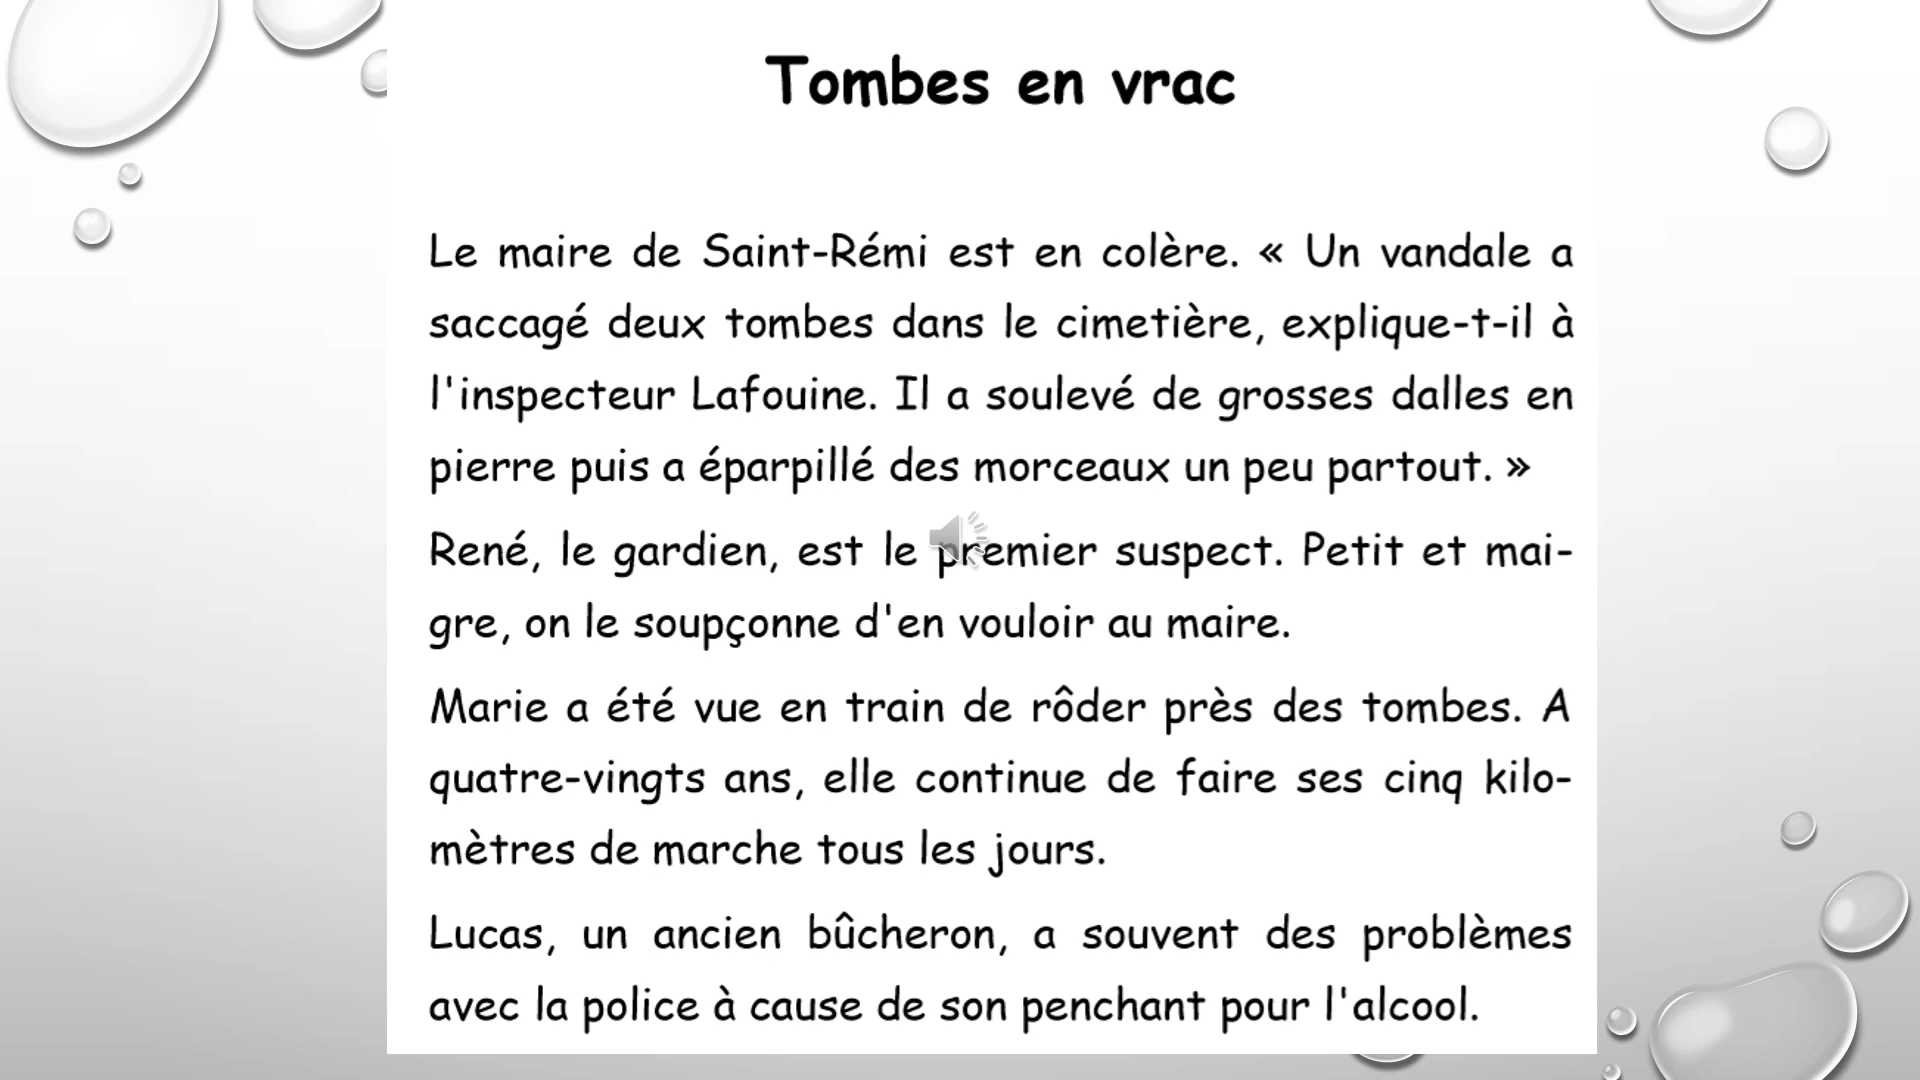 Tombes en vrac
Le maire de Saint-Rémi est en colère. « Un vandale a
saccagé deux tombes dans le cimetière, explique-t-il à
l'inspecteur Lafouine. Il a soulevé de grosses dalles en
pierre puis a éparpillé des morceaux un peu partout. »
René, le gardien, est le premier suspect. Petit et mai-
gre, on le soupçonne d'en vouloir au maire.
Marie a été vue en train de rôder près des tombes. A
quatre-vingts ans, elle continue de faire ses cinq kilo-
mètres de marche tous les jours.
Lucas, un ancien bûcheron, a souvent des problèmes
avec la police à cause de son penchant pour l'alcool.